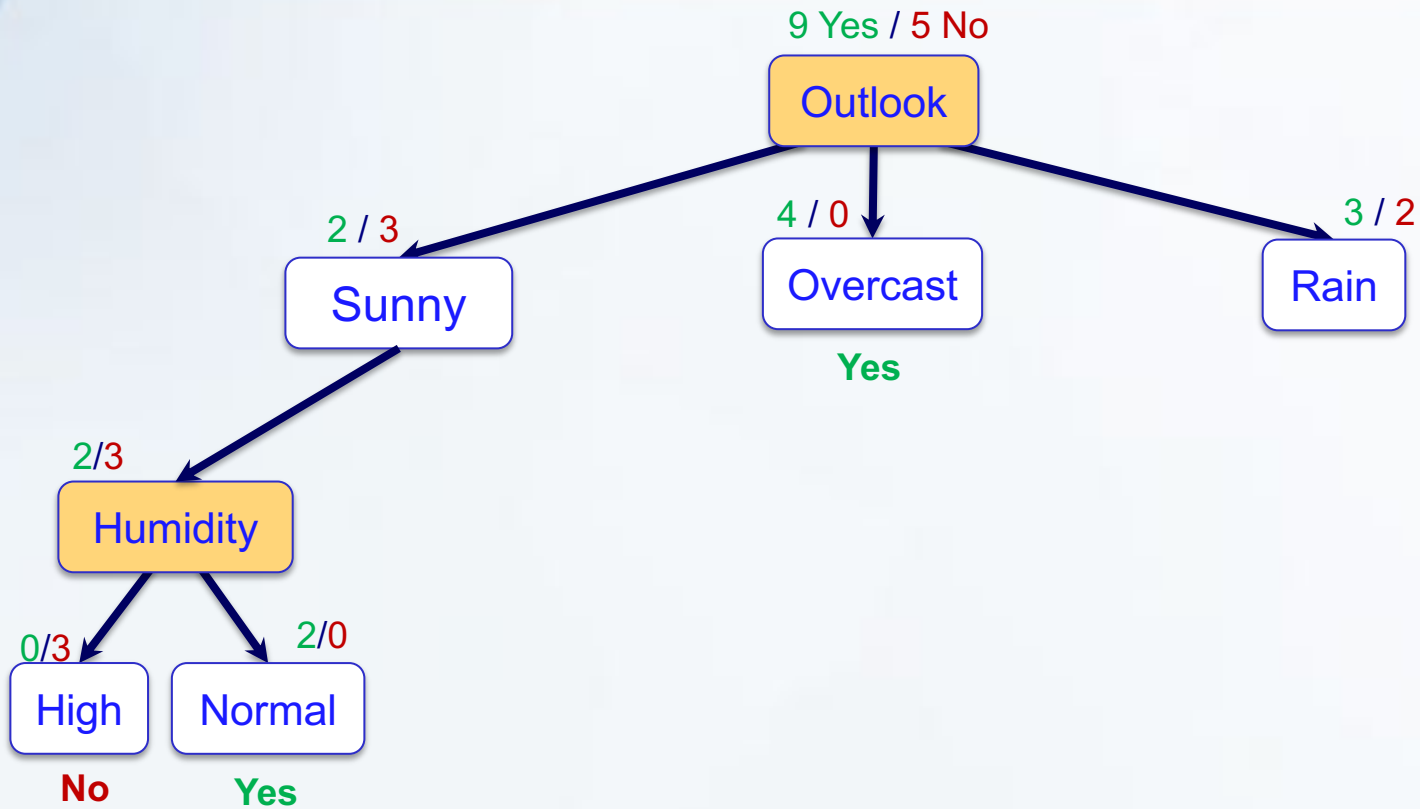 9 Yes / 5 No
Outlook
2 / 3
4 / 0
3 / 2
Sunny
Overcast
Rain
Yes
2/3
Humidity
0/3
2/0
High
Normal
No
Yes